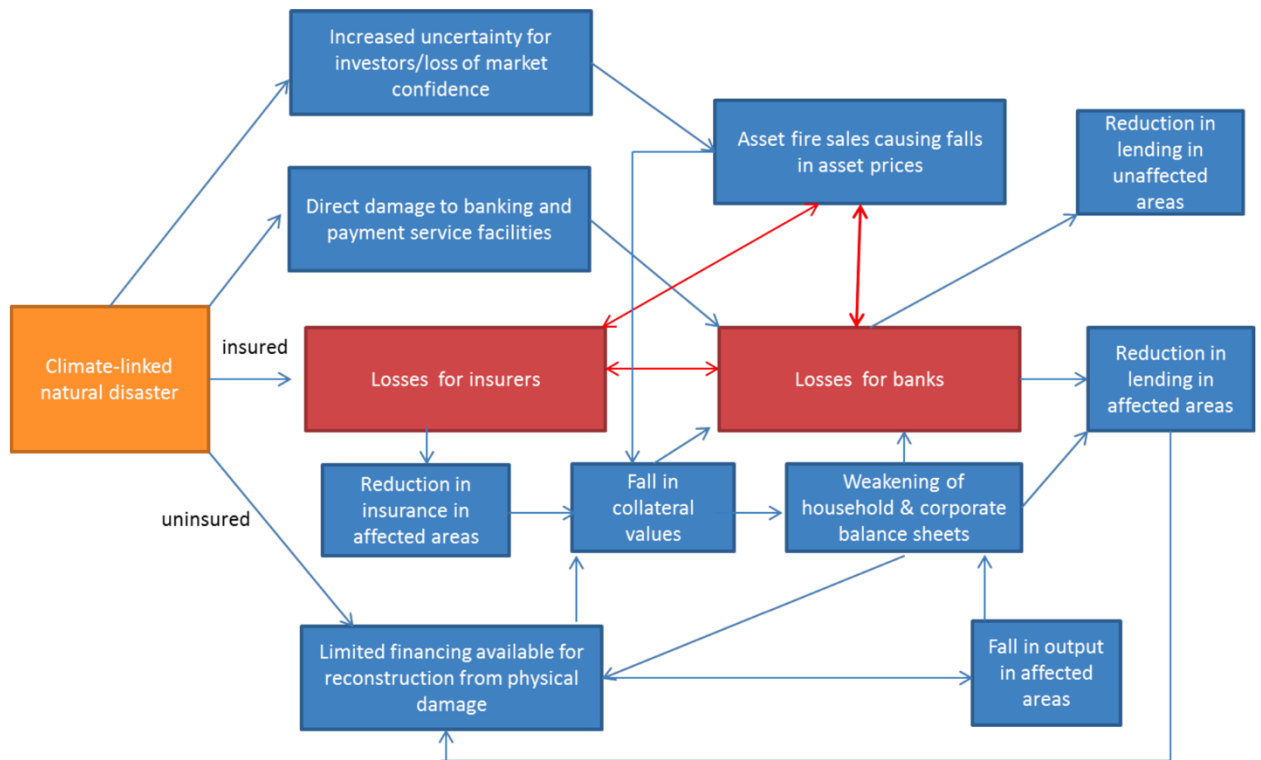 Increased uncertainty for
investors/loss of market
confidence
Asset fire sales causing falls
in asset prices
Reduction in
lending in
unaffected
areas
Direct damage to banking and
payment service facilities
insured
Climate-linked
natural disaster
Losses for insurers
Losses for banks
Reduction in
lending in
affected areas
uninsured
Reduction in
insurance in
affected areas
Fall in
collateral
values
Weakening of
household & corporate
balance sheets
Limited financing available for
reconstruction from physical
damage
Fall in output
in affected
areas